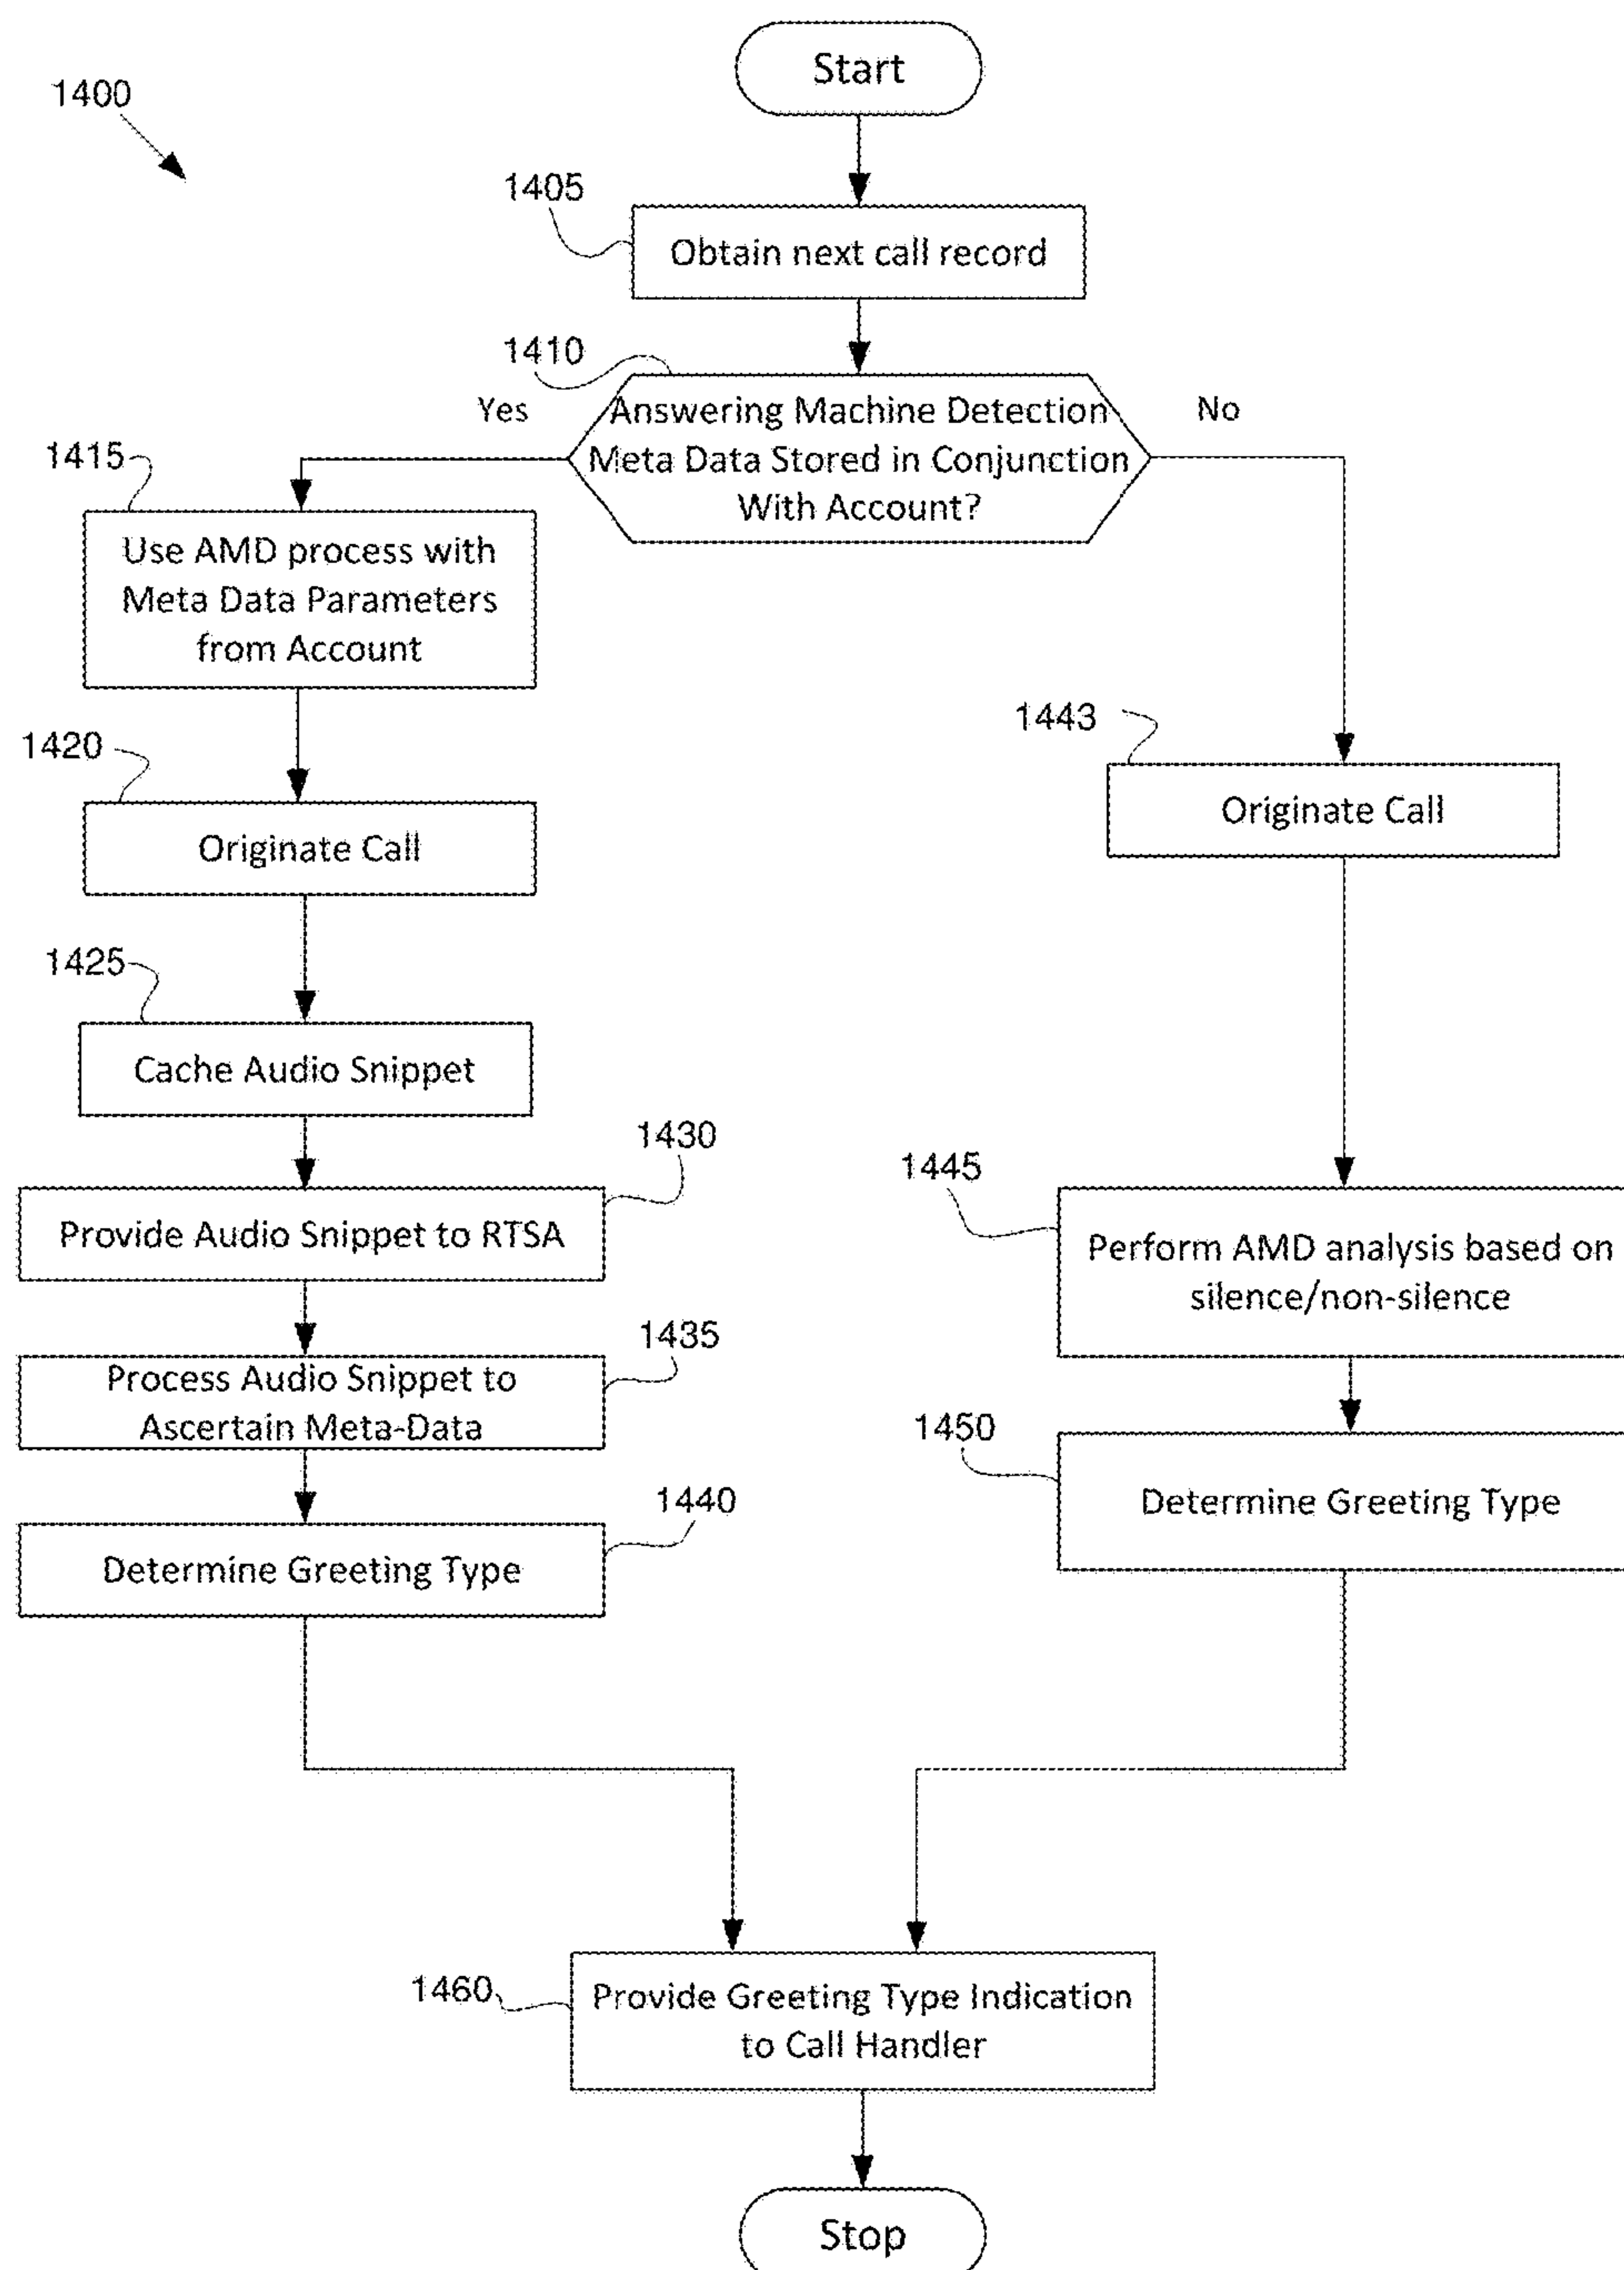 Start
1400
1405
Obtain next call record
1410
Yes
Answering Machine Detection
Meta Data Stored in Conjunction
With Account?
No
1415
Use AMD process with
Meta Data Parameters
from Account
1420
Originate Call
1443
Originate Call
1425
Cache Audio Snippet
1430
Provide Audio Snippet to RTSA
1445
Perform AMD analysis based on
silence/non-silence
1435
Process Audio Snippet to
Ascertain Meta-Data
1450
Determine Greeting Type
1440
Determine Greeting Type
1460
Provide Greeting Type Indication
to Call Handler
Stop